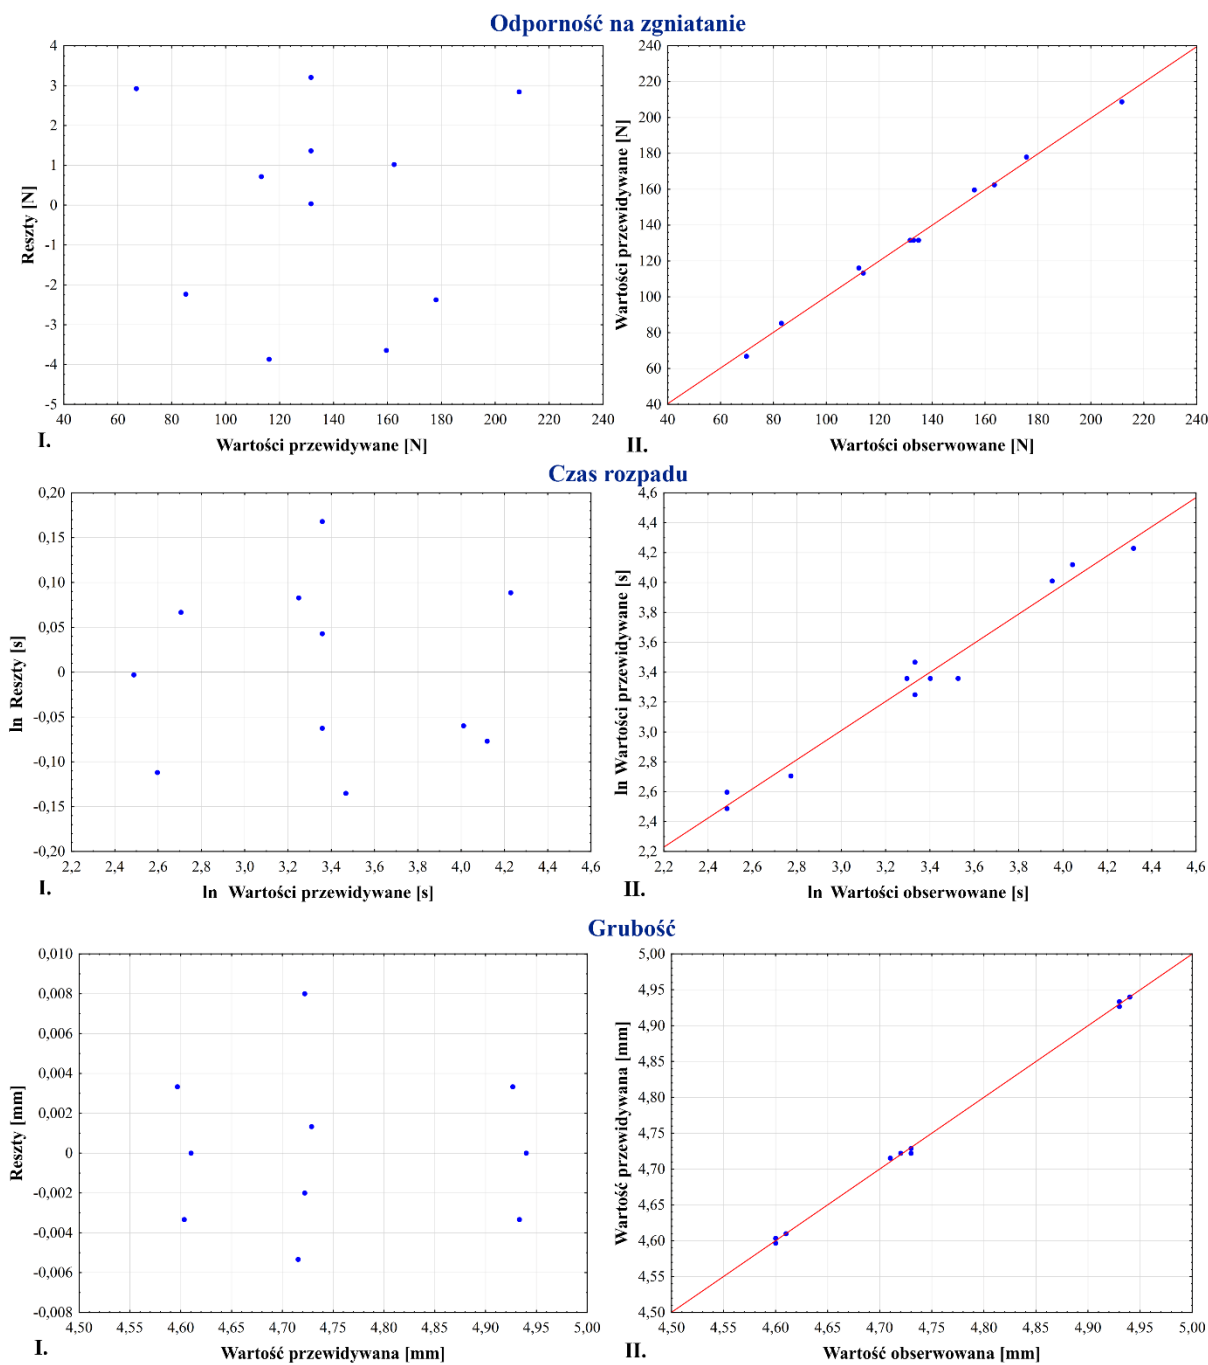 Odporność na zgniatanie
4
3
2
1
0
-1
-2
-3
-4
-5
Reszty [N]
40 60 80 100 120 140 160 180 200 220 240
I.
Wartości przewidywane [N]
240
220
200
180
160
140
120
100
80
60
40
Wartości przewidywane [N]
40 60 80 100 120 140 160 180 200 220 240
II.
Wartości obserwowane [N]
Czas rozpadu
0,20
0,15
0,10
0,05
0
-0,05
-0,10
-0,15
-0,20
ln Reszty [s]
2,2 2,4 2,6 2,8 3,0 3,2 3,4 3,6 3,8 4,0 4,2 4,4 4,6
I.
ln Wartości przewidywane [s]
4,6
4,4
4,2
4,0
3,8
3,6
3,4
3,2
3,0
2,8
2,6
2,4
2,2
ln Wartości przewidywane [s]
2,2 2,4 2,6 2,8 3,0 3,2 3,4 3,6 3,8 4,0 4,2 4,4 4,6
II.
ln Wartości obserwowane [s]
Grubość
0,010
0,008
0,006
0,004
0,002
0
-0,002
-0,004
-0,006
-0,008
Reszty [mm]
4,50 4,55 4,60 4,65 4,70 4,75 4,80 4,85 4,90 4,95 5,00
I.
Wartość przewidywana [mm]
5,00
4,95
4,90
4,85
4,80
4,75
4,70
4,65
4,60
4,55
4,50
Wartość przewidywana [mm]
4,50 4,55 4,60 4,65 4,70 4,75 4,80 4,85 4,90 4,95 5,00
II.
Wartość obserwowana [mm]